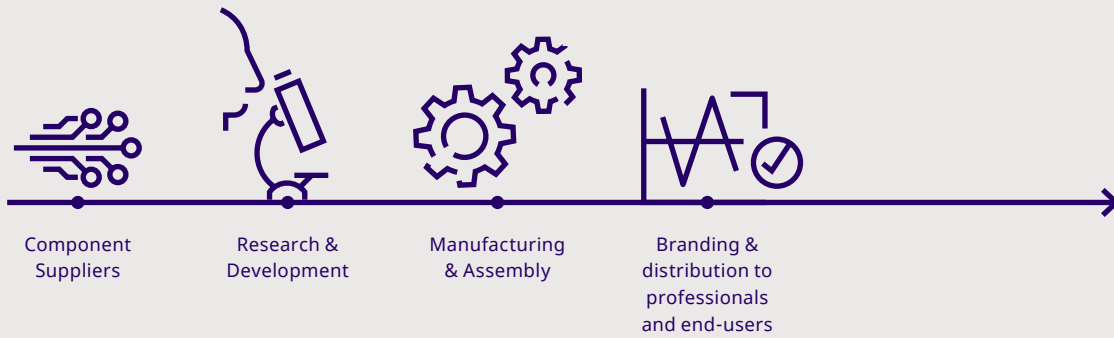 Component
Suppliers
Research &
Development
Manufacturing
& Assembly
Branding &
distribution to
professionals
and end-users